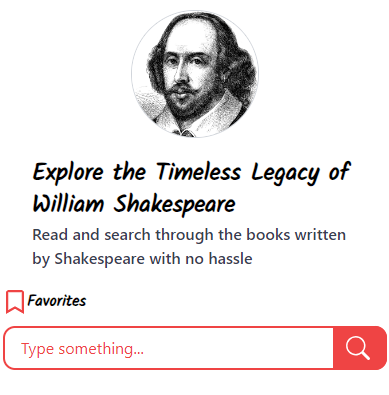 Explore the Timeless Legacy of
William Shakespeare
Read and search through the books written
by Shakespeare with no hassle
Favorites
Type something...